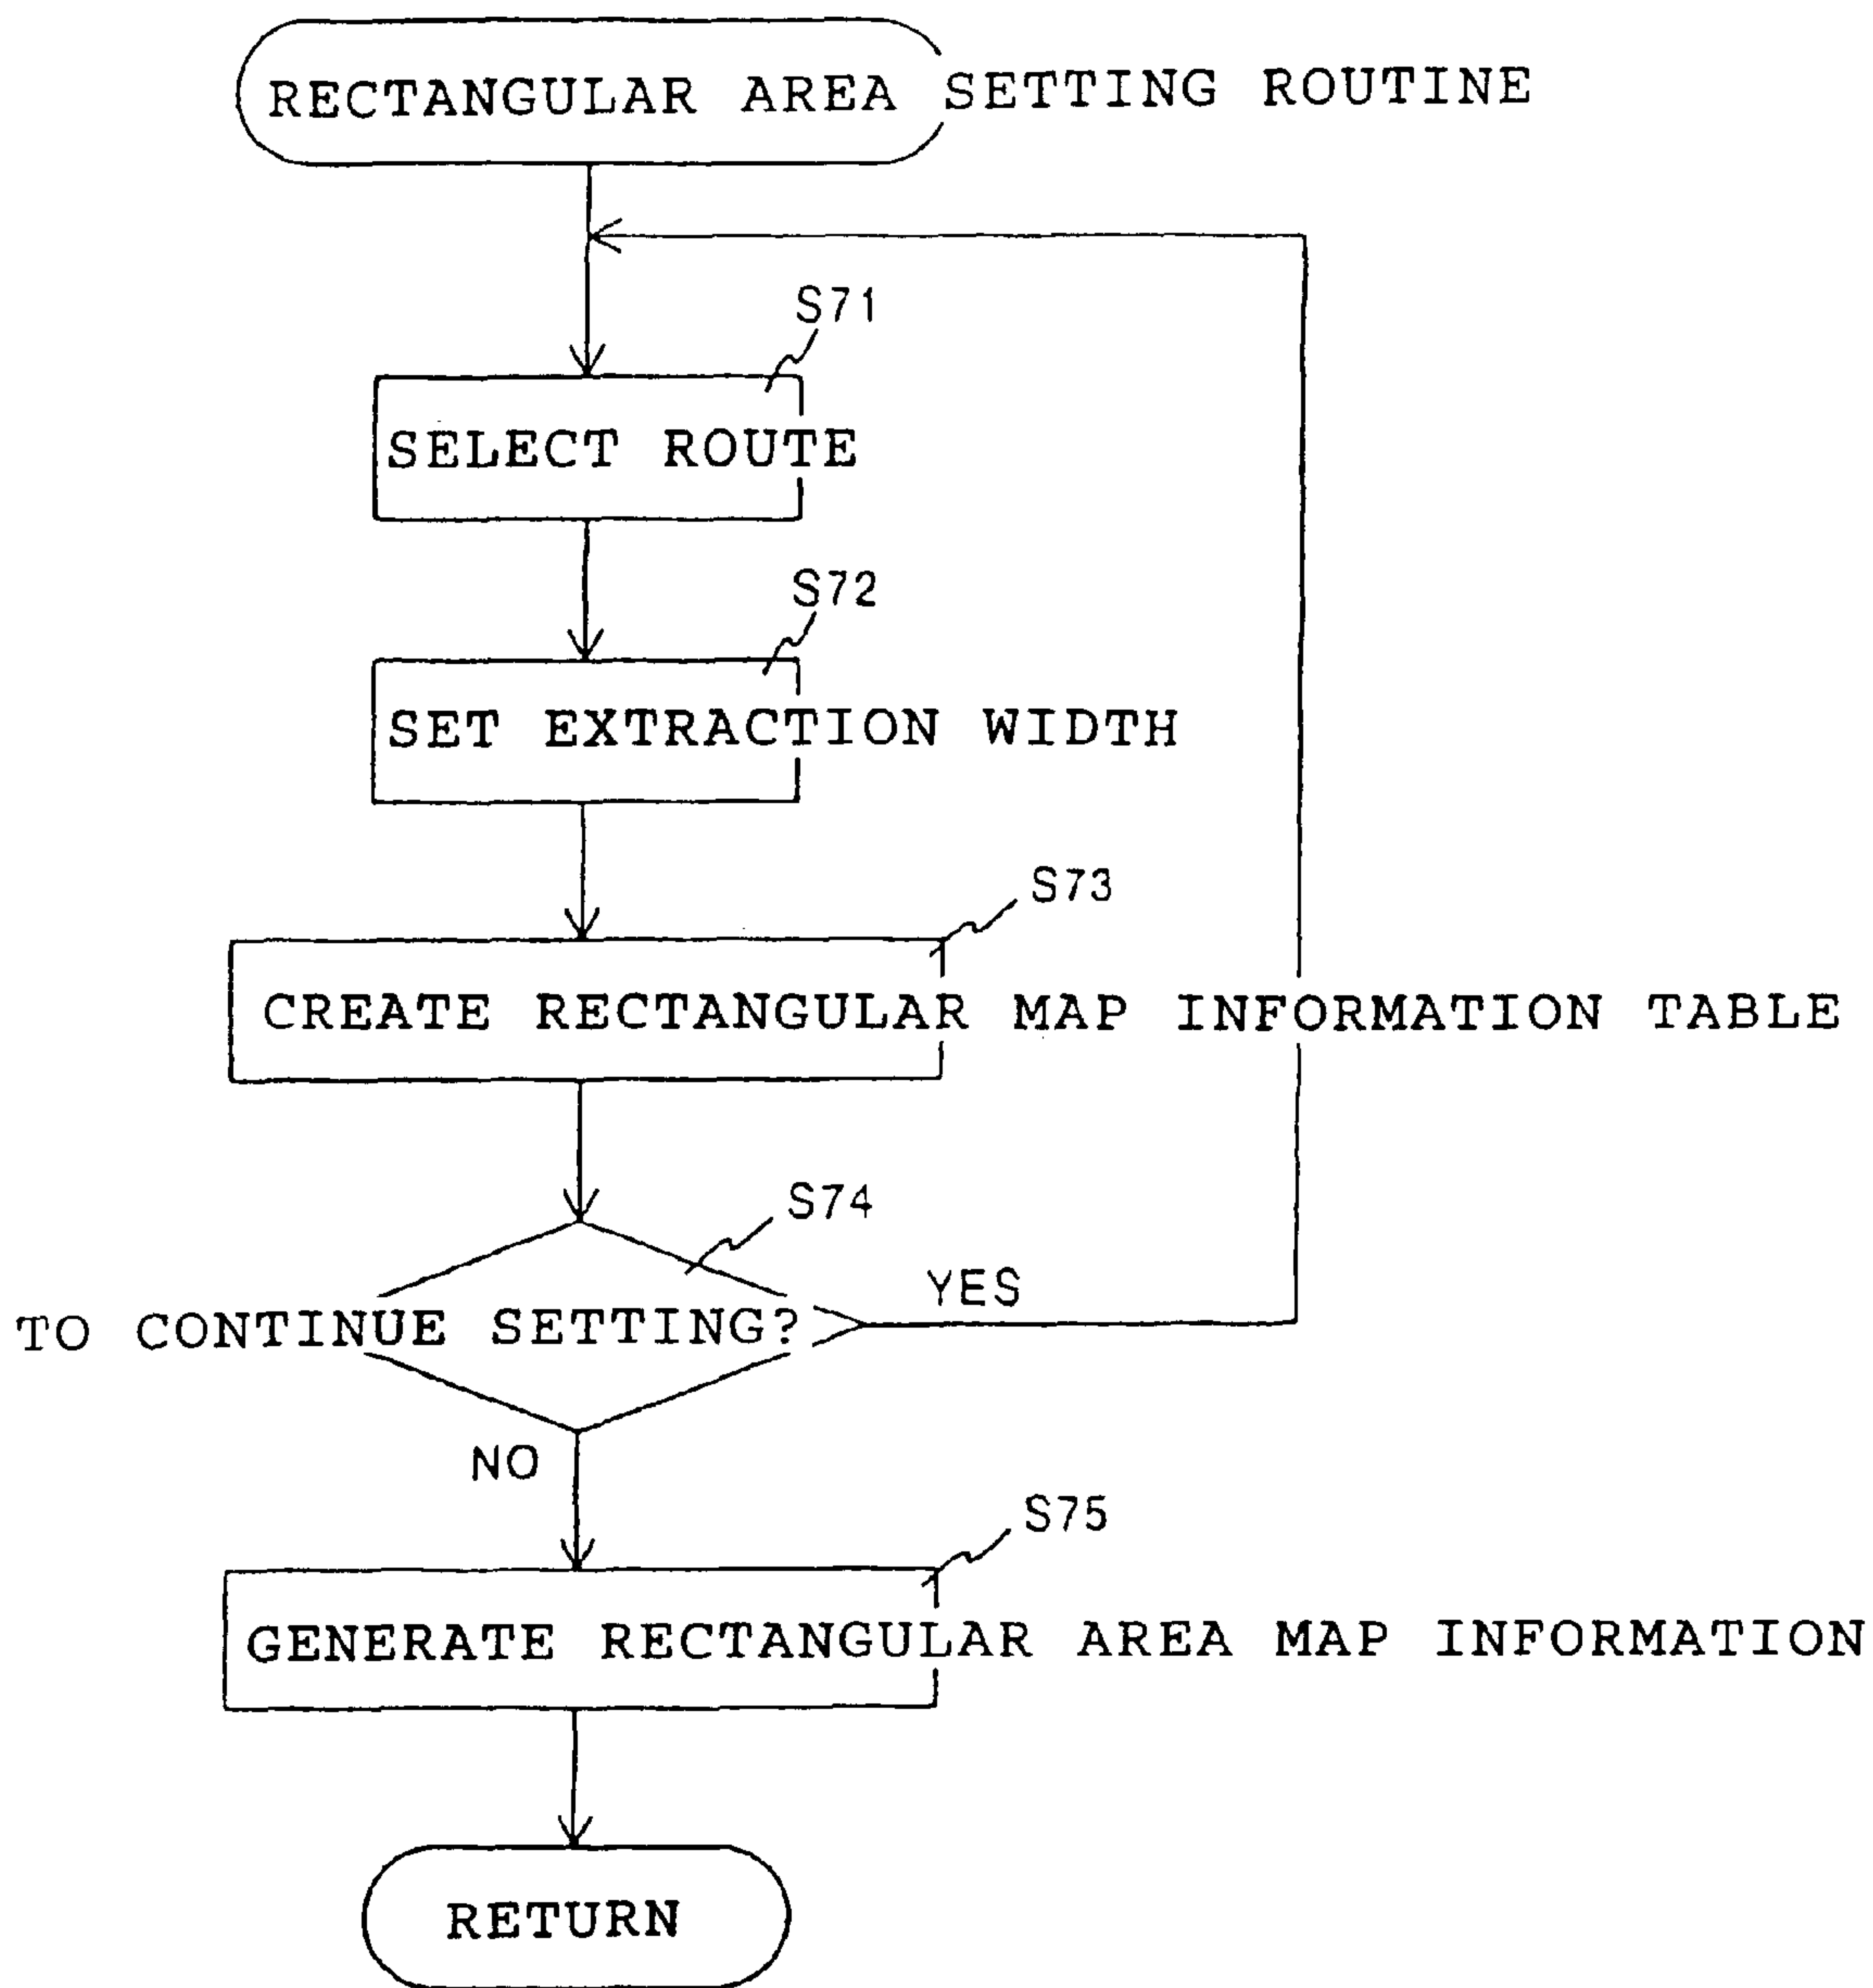 RECTANGULAR AREA SETTING ROUTINE
S71
SELECT ROUTE
S72
SET EXTRACTION WIDTH
S73
CREATE RECTANGULAR MAP INFORMATION TABLE
S74
TO CONTINUE SETTING?
YES
NO
S75
GENERATE RECTANGULAR AREA MAP INFORMATION
RETURN